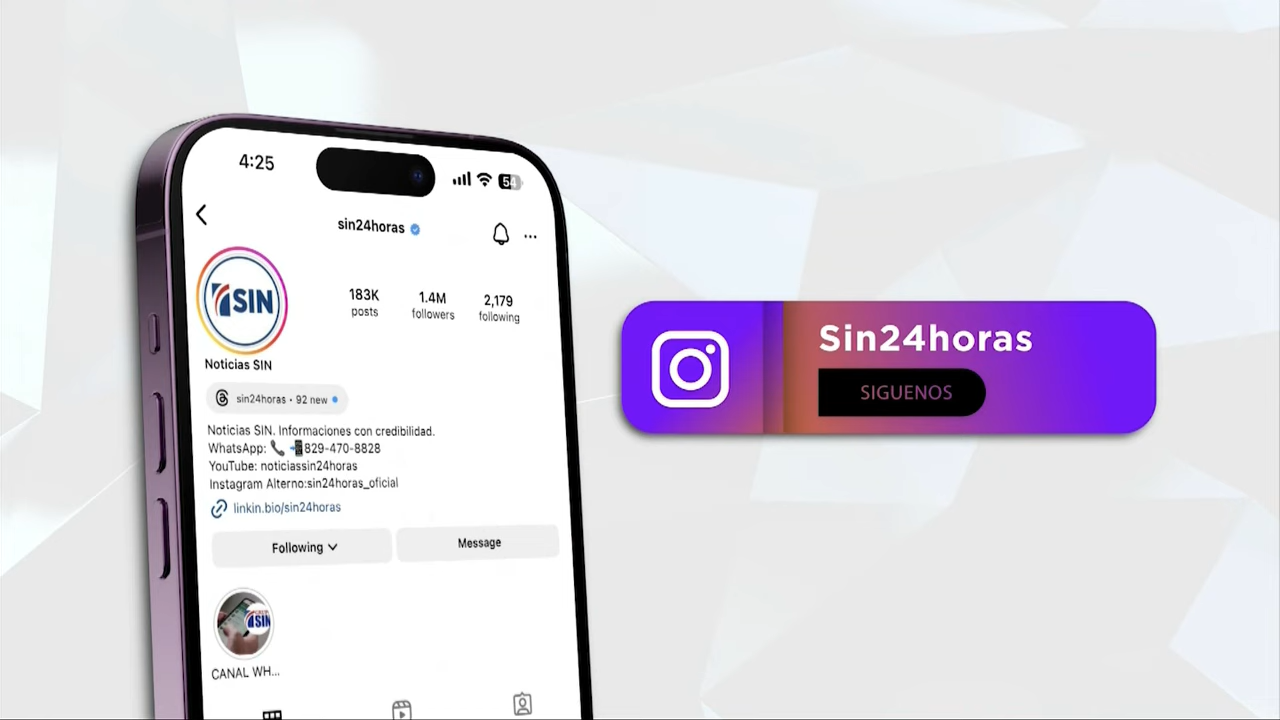 4:25
54
sin24horas
SIN
183K
posts
1.4M
followers
2,179
following
Noticias SIN
sin24horas • 92 new
Noticias SIN. Informaciones con credibilidad.
WhatsApp: 📞 📲829-470-8828
YouTube: noticiassin24horas
Instagram Alterno:sin24horas_oficial
linkin.bio/sin24horas
Following
Message
SIN
CANAL WH...
Sin24horas
SIGUENOS